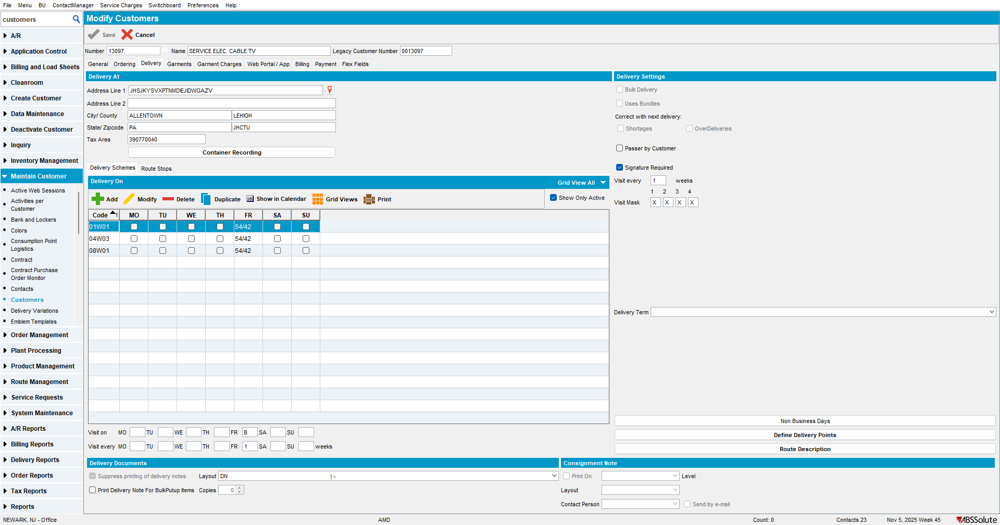 File Menu BU ContactManager Service Charges Switchboard Preferences Help
customers
Modify Customers
Save Cancel
Number 13097 ... Name SERVICE ELEC. CABLE TV Legacy Customer Number 0013097
General Ordering Delivery Garments Garment Charges Web Portal / App Billing Payment Flex Fields
A/R
Application Control
Billing and Load Sheets
Cleanroom
Create Customer
Data Maintenance
Deactivate Customer
Inquiry
Inventory Management
Maintain Customer
Active Web Sessions
Activities per
Customer
Bank and Lockers
Colors
Consumption Point
Logistics
Contract
Contract Purchase
Order Monitor
Contacts
Customers
Delivery Variations
Emblem Templates
Order Management
Plant Processing
Product Management
Route Management
Service Requests
System Maintenance
A/R Reports
Billing Reports
Delivery Reports
Order Reports
Tax Reports
Reports
Delivery At
Address Line 1 JHSJKYSVXPTNMDIEJIDWGAZV
Address Line 2
City/ County ALLENTOWN LEHIGH
State/ Zipcode PA JHCTU
Tax Area 390770040
Container Recording
Delivery Schemes Route Stops
Delivery On Grid View All
Add Modify Delete Duplicate 16 Show in Calendar Grid Views Print Show Only Active
Code 1 MO TU WE TH FR SA SU
01W01 54/42
04W03 54/42
08W01 54/42
Visit on MO TU WE TH FR B SA SU
Visit every MO TU WE TH FR 1 SA SU weeks
Delivery Settings
Bulk Delivery
Uses Bundles
Correct with next delivery:
Shortages OverDeliveries
Passer by Customer
Signature Required
Visit every 1 weeks
1 2 3 4
Visit Mask X X X X
Delivery Term
Non Business Days
Define Delivery Points
Route Description
Delivery Documents
Suppress printing of delivery notes Layout DN | -
Print Delivery Note For BulkPutup Items Copies 0
Consignment Note
Print On Level
Layout
Contact Person Send by e-mail
NEWARK, NJ - Office AMD Count: 0 Contacts 23 Nov 5, 2025 Week 45 ABSSolute